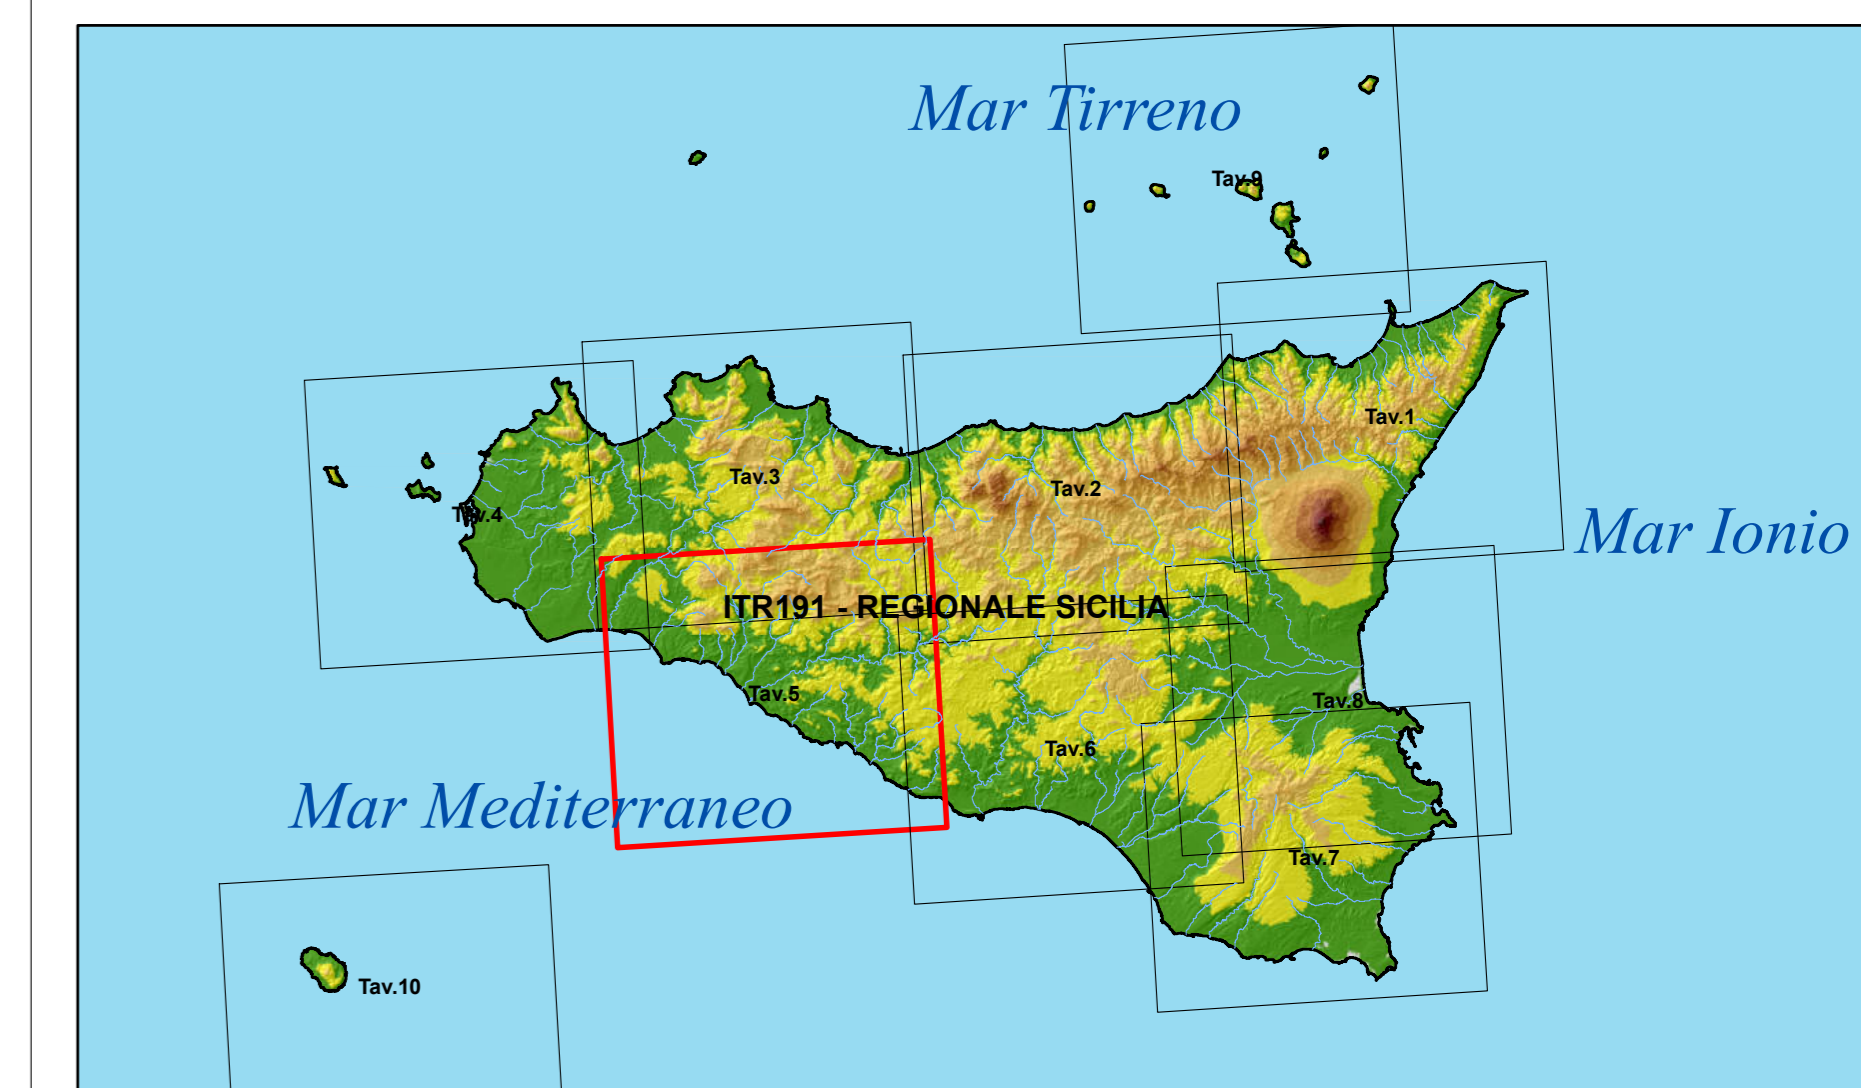 Mar Tirreno
Tav.9
Tav.1
Tav.3
Tav.2
Tav.4
Mar Ionio
ITR191 - REGIONALE SICILIA
Tav.5
Tav.8
Tav.6
Mar Mediterraneo
Tav.7
Tav.10